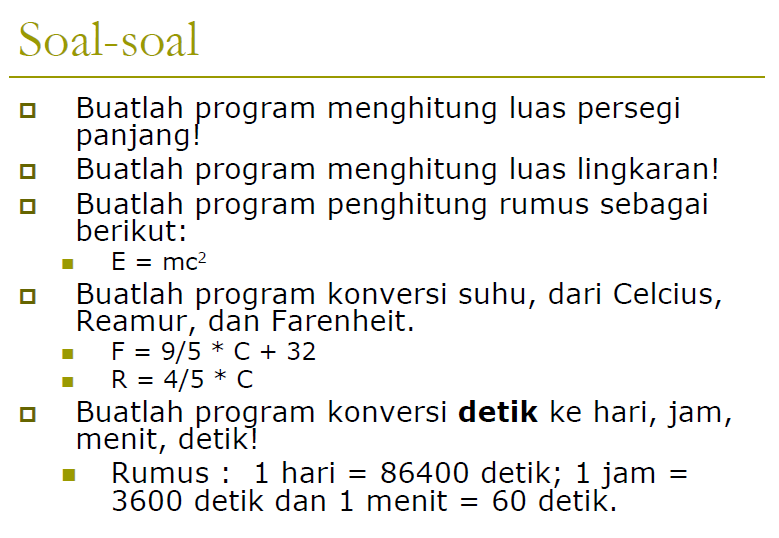 Soal-soal
Buatlah program menghitung luas persegi
panjang!
Buatlah program menghitung luas lingkaran!
Buatlah program penghitung rumus sebagai
berikut:
E = mc²
Buatlah program konversi suhu, dari Celcius,
Reamur, dan Farenheit.
F = 9/5 * C + 32
R = 4/5 * C
Buatlah program konversi detik ke hari, jam,
menit, detik!
Rumus : 1 hari = 86400 detik; 1 jam =
3600 detik dan 1 menit = 60 detik.